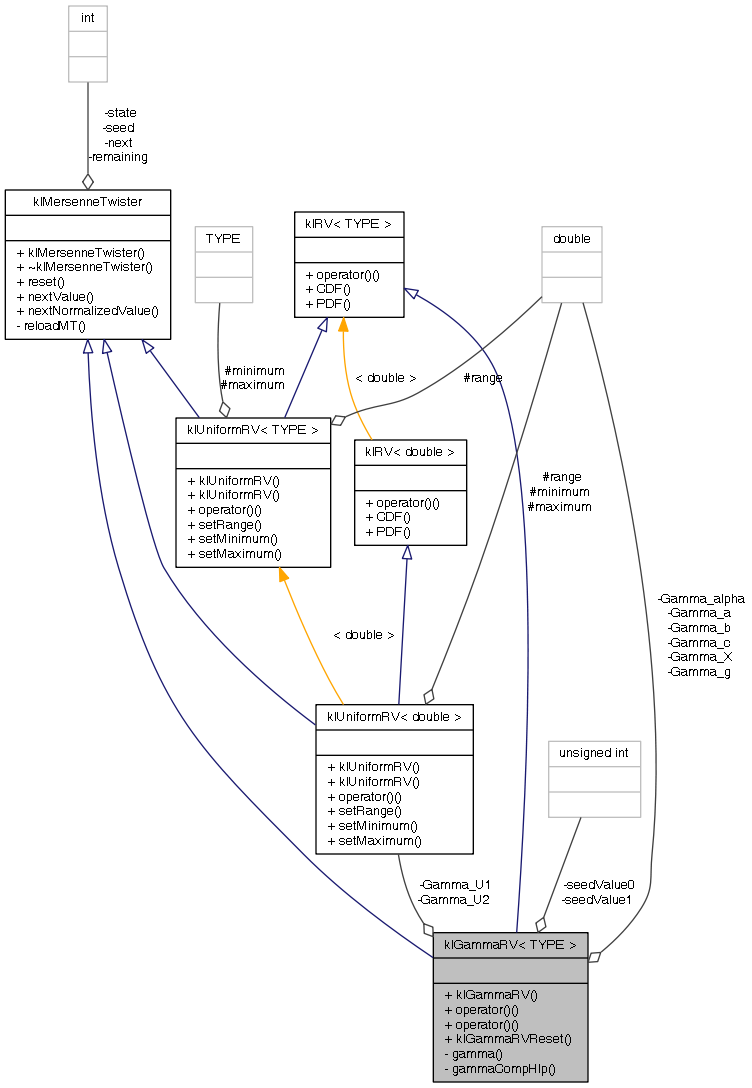 int
-state
-seed
-next
-remaining
klMersenneTwister
+ klMersenneTwister()
+ ~klMersenneTwister()
+ reset()
+ nextValue()
+ nextNormalizedValue()
- reloadMT()
TYPE
klRV< TYPE >
+ operator()()
+ CDF()
+ PDF()
double
#minimum
#maximum
< double >
#range
klUniformRV< TYPE >
+ klUniformRV()
+ klUniformRV()
+ operator()()
+ setRange()
+ setMinimum()
+ setMaximum()
klRV< double >
+ operator()()
+ CDF()
+ PDF()
#range
#minimum
#maximum
-Gamma_alpha
-Gamma_a
-Gamma_b
-Gamma_c
-Gamma_X
-Gamma_g
< double >
klUniformRV< double >
+ klUniformRV()
+ klUniformRV()
+ operator()()
+ setRange()
+ setMinimum()
+ setMaximum()
unsigned int
-Gamma_U1
-Gamma_U2
-seedValue0
-seedValue1
klGammaRV< TYPE >
+ klGammaRV()
+ operator()()
+ operator()()
+ klGammaRVReset()
- gamma()
- gammaCompHlp()